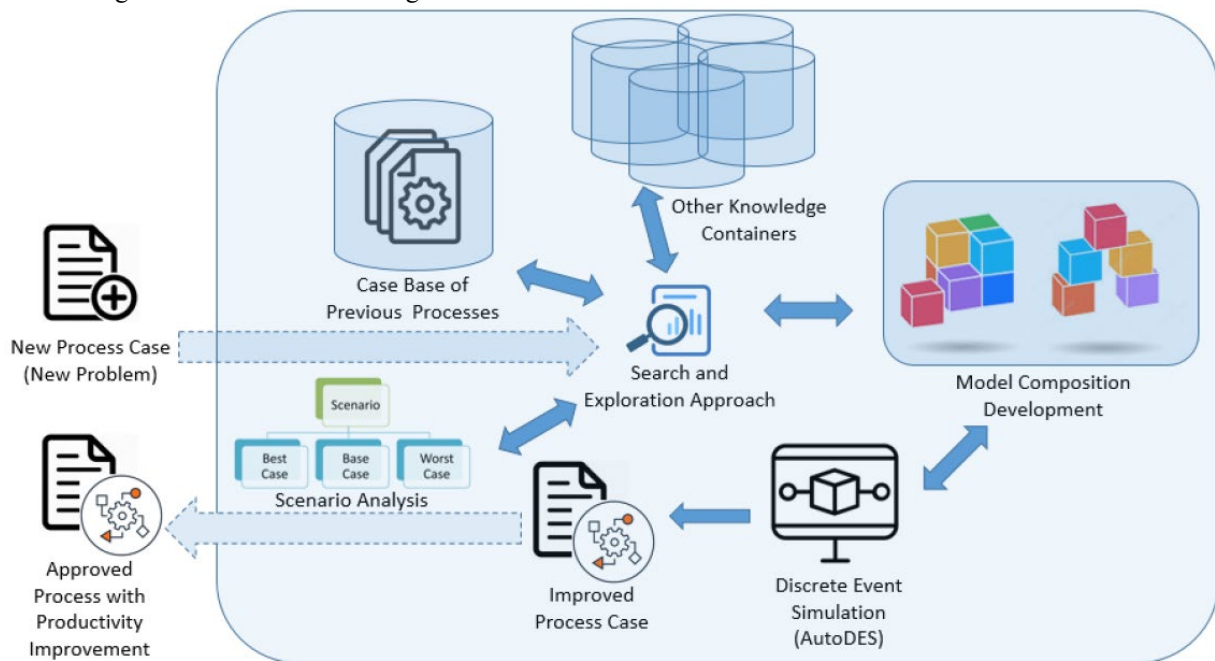 Other Knowledge
Containers
Case Base of
Previous Processes
New Process Case
(New Problem)
Search and
Exploration Approach
Model Composition
Development
Scenario
Best
Case
Base
Case
Worst
Case
Scenario Analysis
Approved
Process with
Productivity
Improvement
Improved
Process Case
Discrete Event
Simulation
(AutoDES)